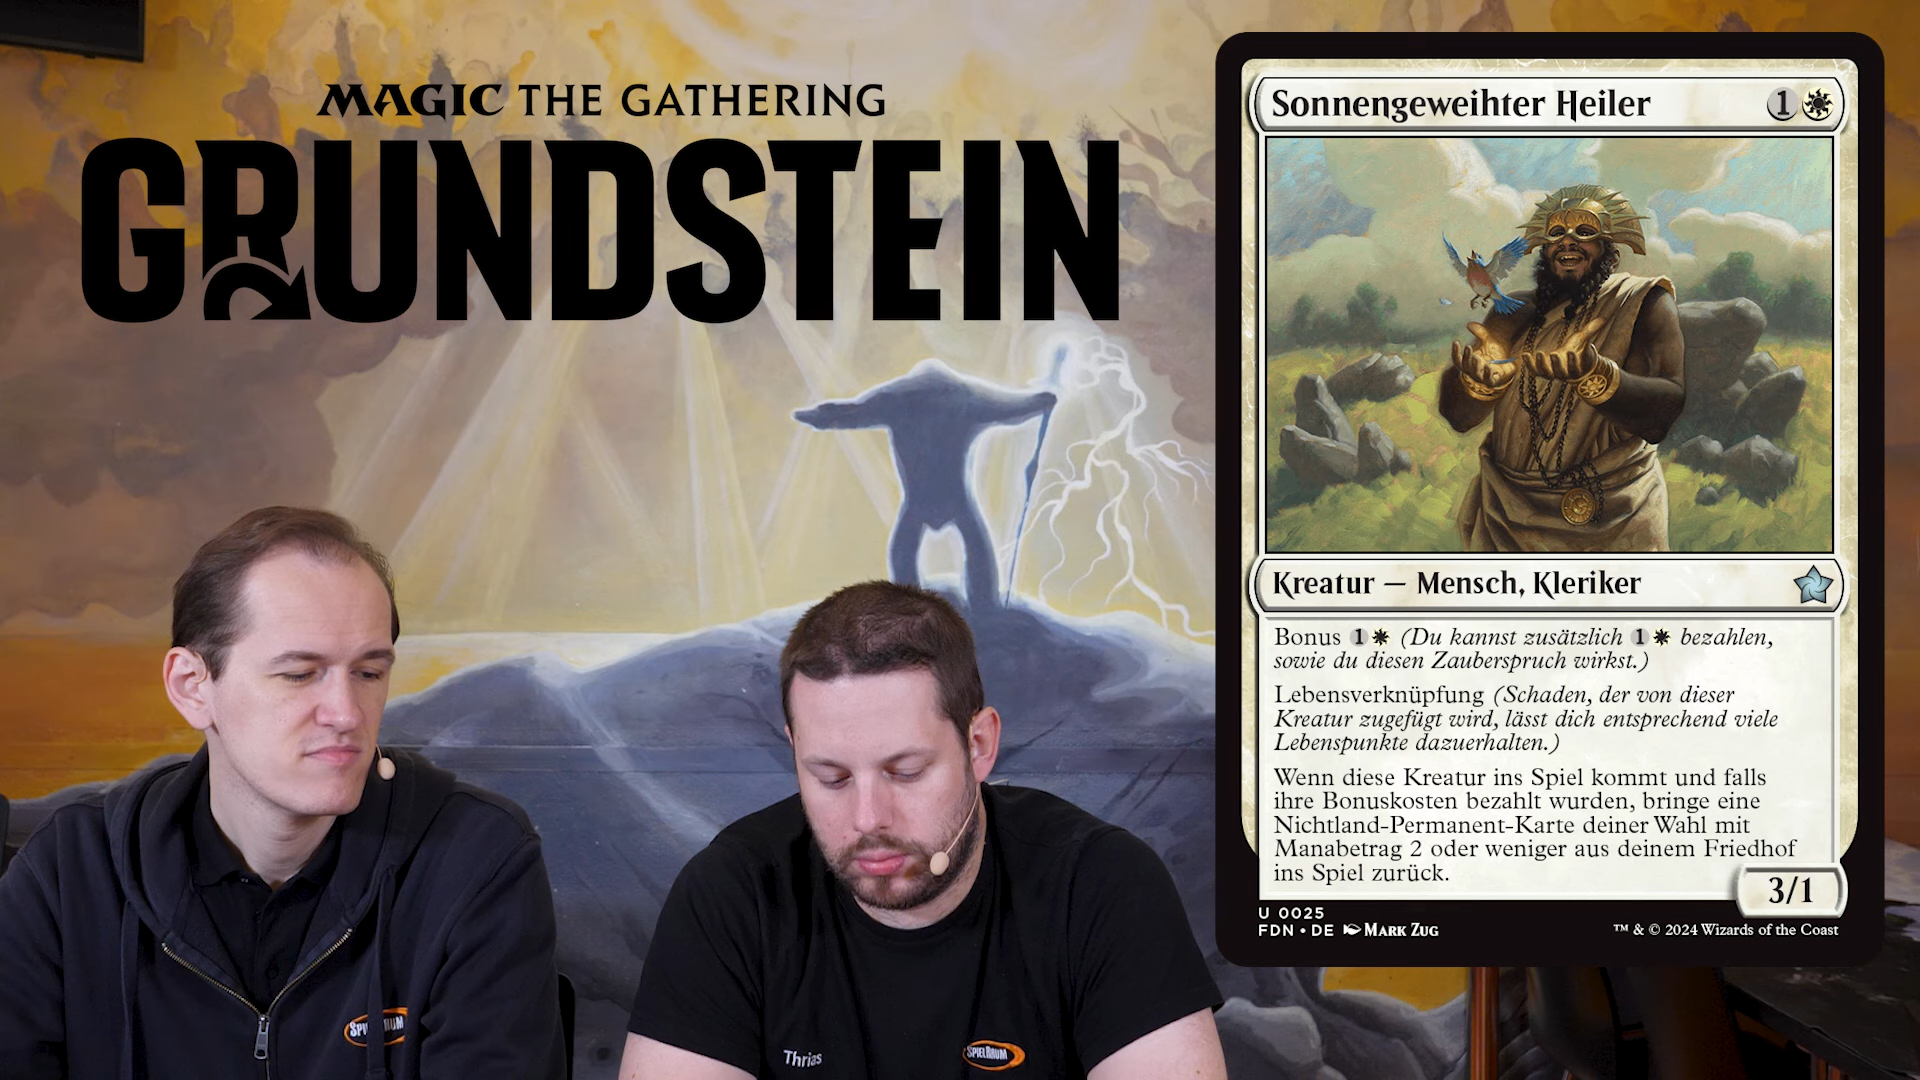 MAGIC THE GATHERING
GRUNDSTEIN
Sonnengeweihter Heiler 1
Kreatur — Mensch, Kleriker
Bonus 1 (Du kannst zusätzlich 1 bezahlen,
sowie du diesen Zauberspruch wirkst.)
Lebensverknüpfung (Schaden, der von dieser
Kreatur zugefügt wird, lässt dich entsprechend viele
Lebenspunkte dazuerhalten.)
Wenn diese Kreatur ins Spiel kommt und falls
ihre Bonuskosten bezahlt wurden, bringe eine
Nichtland-Permanent-Karte deiner Wahl mit
Manabetrag 2 oder weniger aus deinem Friedhof
ins Spiel zurück.
3/1
U 0025
FDN • DE MARK ZUG
™ & © 2024 Wizards of the Coast
Thrias
SPIELRAUM